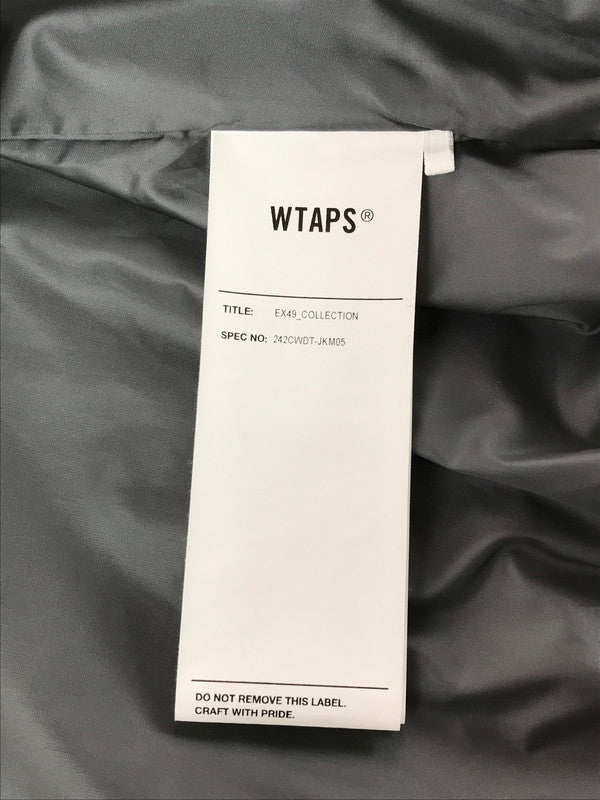 WTAPS®
TITLE: EX49_COLLECTION
SPEC NO: 242CWDT-JKM05
DO NOT REMOVE THIS LABEL.
CRAFT WITH PRIDE.